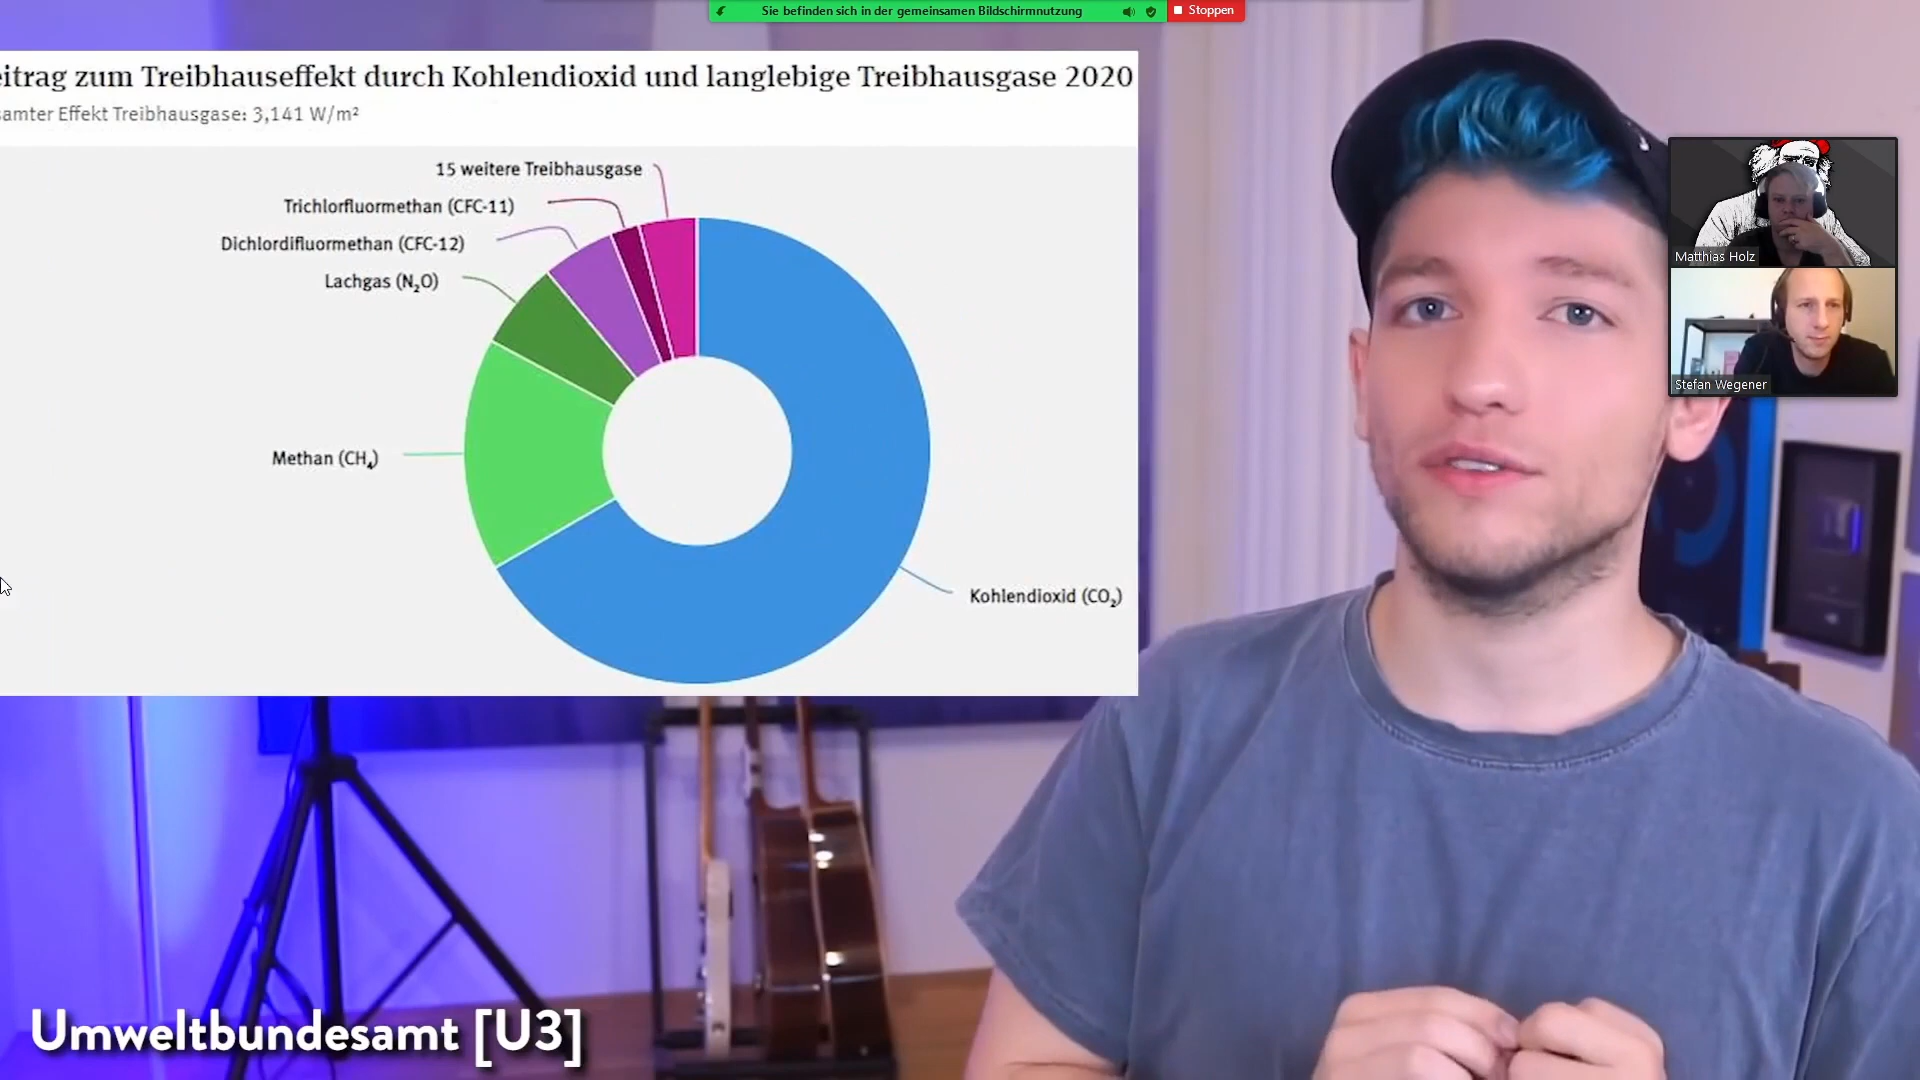 Sie befinden sich in der gemeinsamen Bildschirmnutzung
Stoppen
eitrag zum Treibhauseffekt durch Kohlendioxid und langlebige Treibhausgase 2020
samter Effekt Treibhausgase: 3,141 W/m²
15 weitere Treibhausgase
Trichlorfluormethan (CFC-11)
Dichlordifluormethan (CFC-12)
Lachgas (N₂O)
Methan (CH₄)
Kohlendioxid (CO₂)
Matthias Holz
Stefan Wegener
Umweltbundesamt [U3]